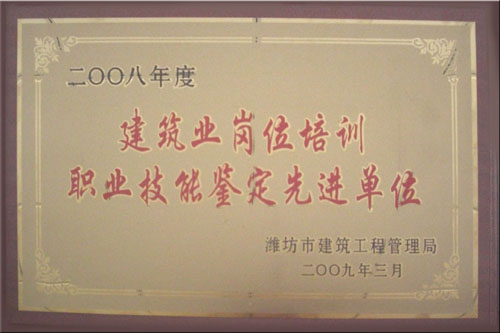 二〇〇八年度
建筑业岗位培训
职业技能鉴定先进单位
潍坊市建筑工程管理局
二〇〇九年三月